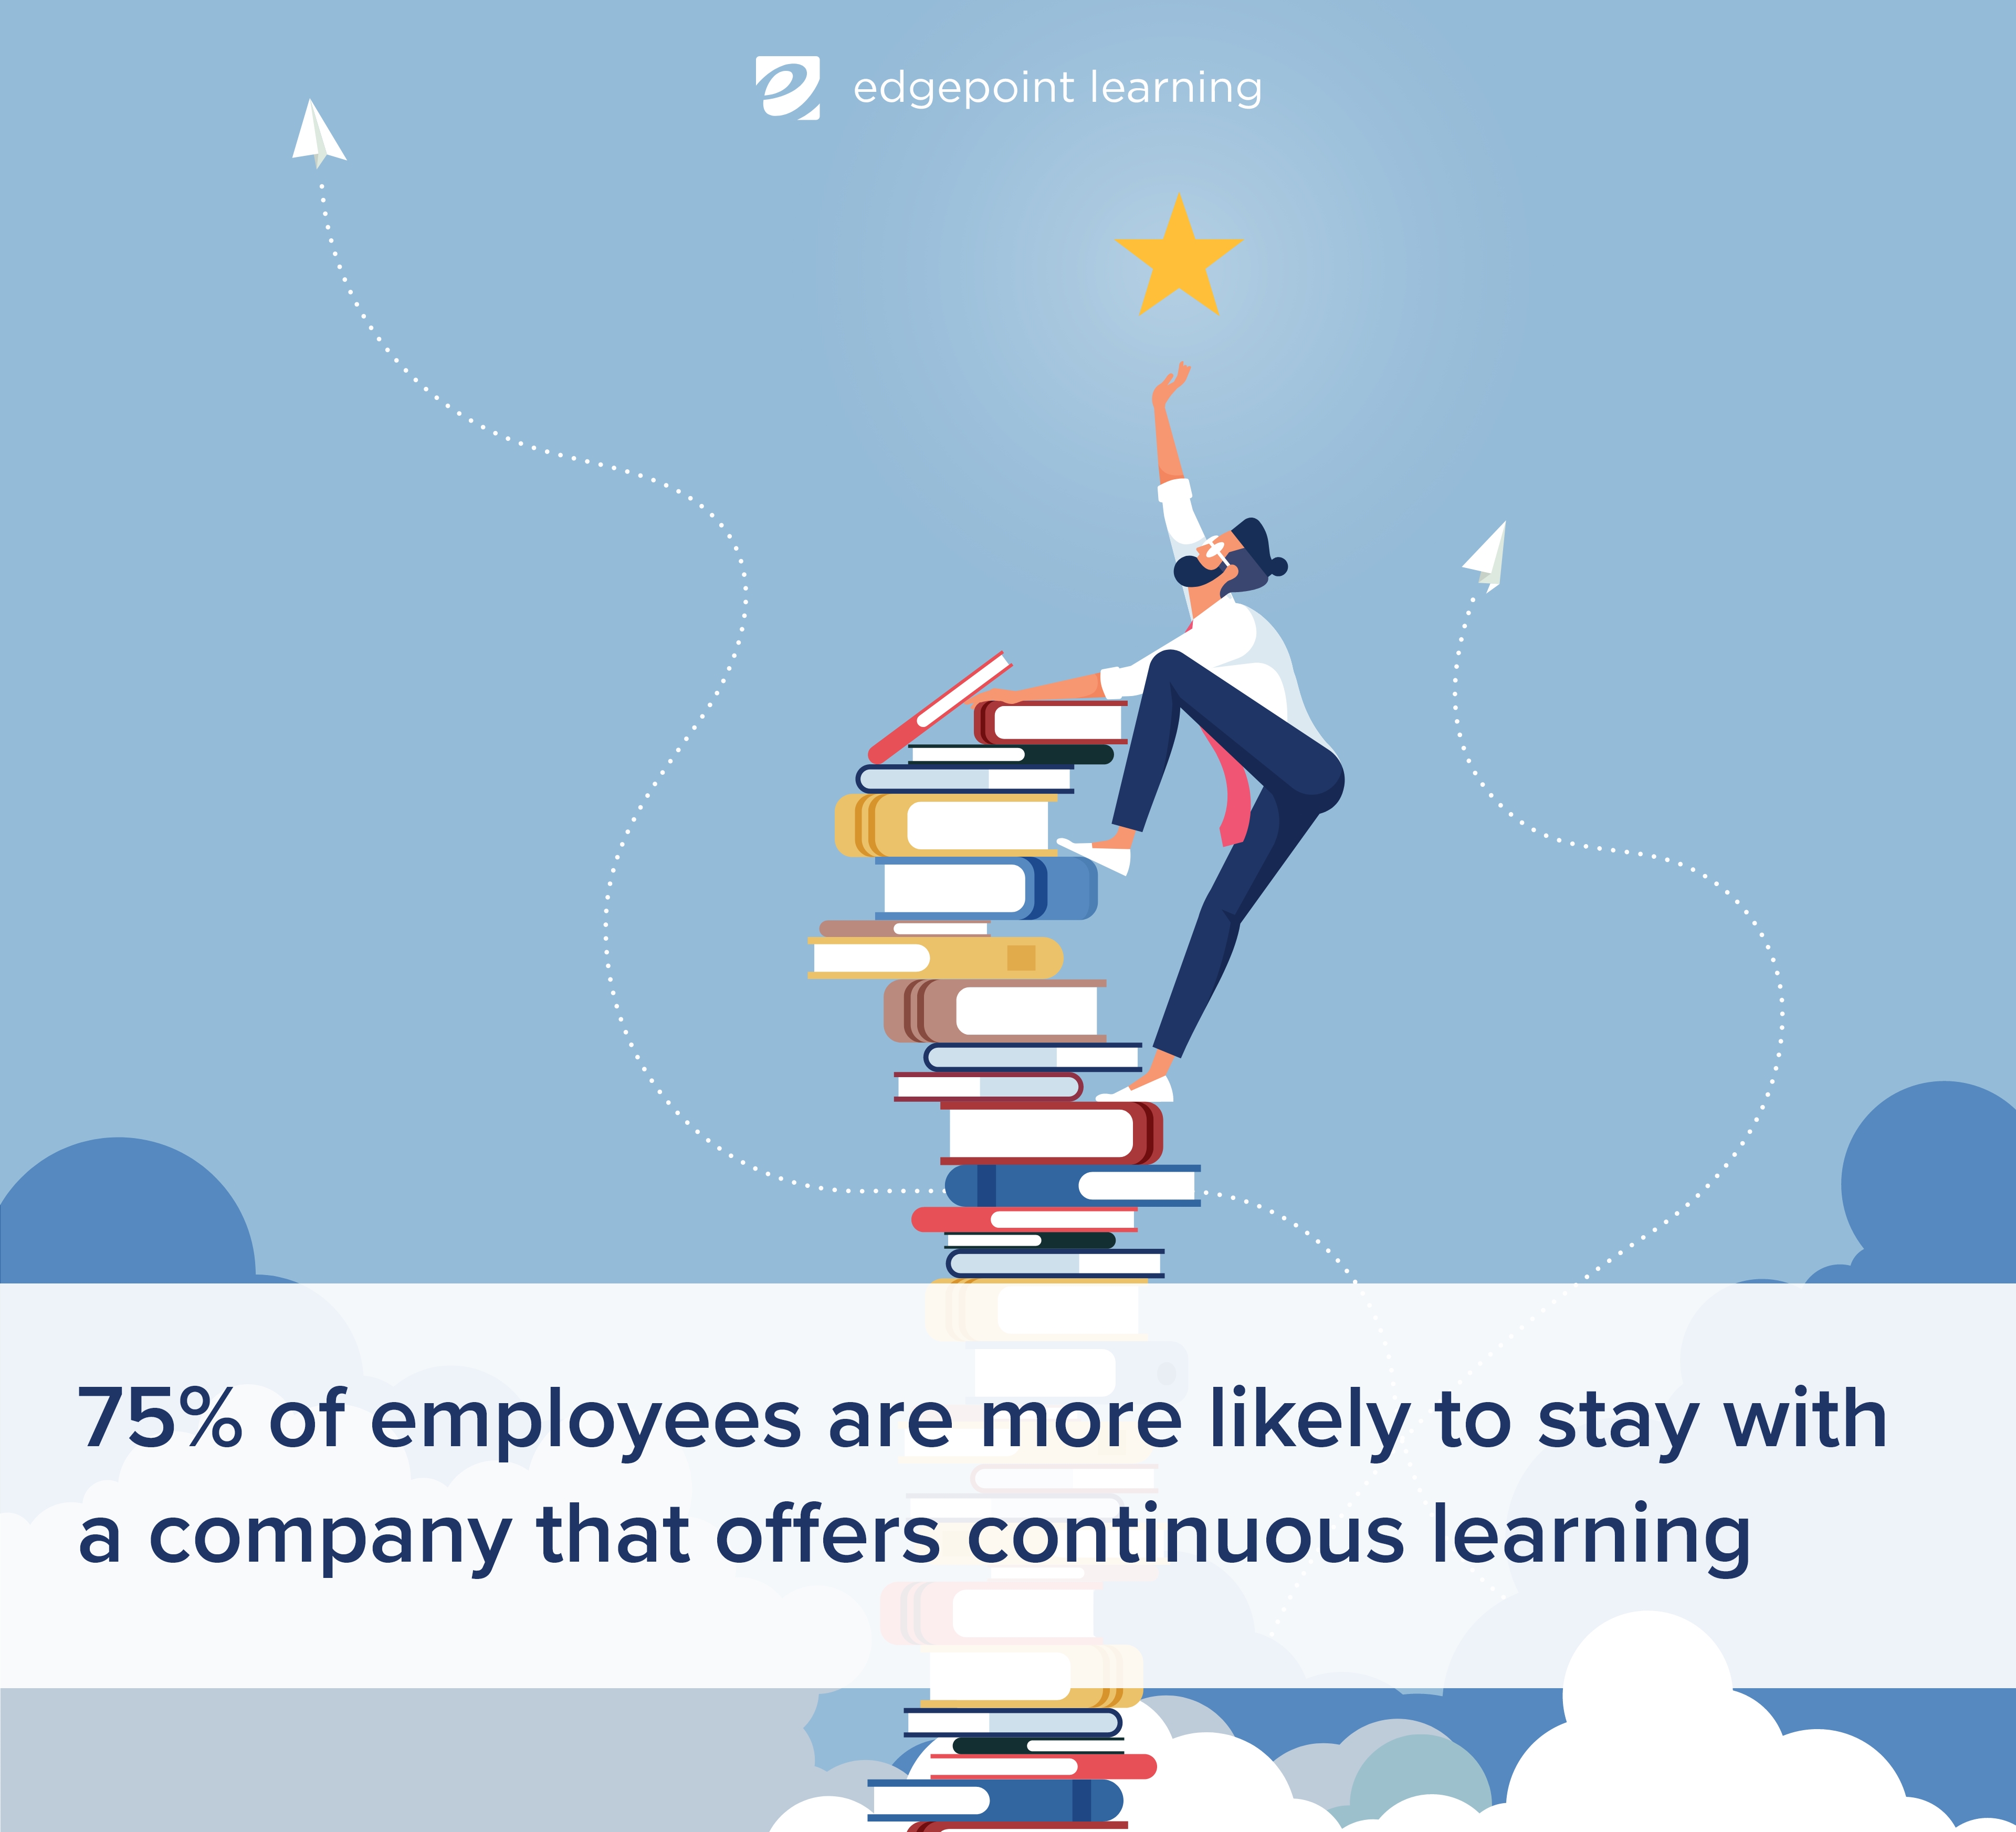 edgepoint learning
75% of employees are more likely to stay with
a company that offers continuous learning